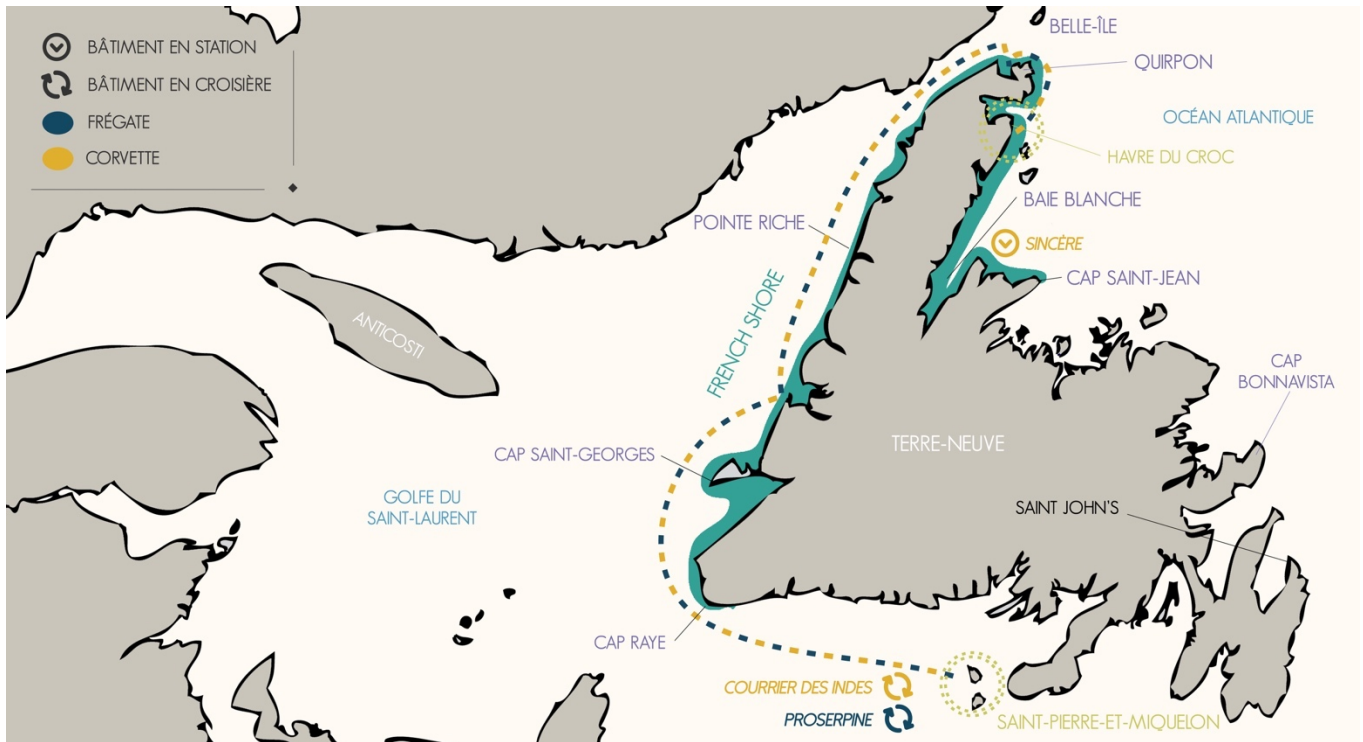 BÂTIMENT EN STATION
BÂTIMENT EN CROISIÈRE
FRÉGATE
CORVETTE
BELLE-ÎLE
QUIRPON
OCÉAN ATLANTIQUE
HAVRE DU CROC
BAIE BLANCHE
POINTE RICHE
SINCÈRE
CAP SAINT-JEAN
ANTICOSTI
FRENCH SHORE
CAP
BONNAVISTA
TERRE-NEUVE
CAP SAINT-GEORGES
GOLFE DU
SAINT-LAURENT
SAINT JOHN'S
CAP RAYE
COURRIER DES INDES
PROSERPINE
SAINT-PIERRE-ET-MIQUELON